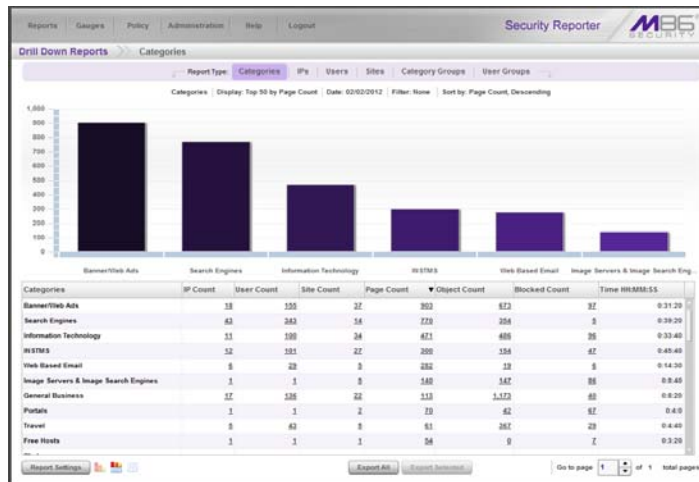 Reports Gauges Policy Administration Help Logout Security Reporter M86 SECURITY
Drill Down Reports Categories
Report Type: Categories IPs Users Sites Category Groups User Groups
Categories Display: Top 50 by Page Count Date: 02/02/2012 Filter: None Sort by: Page Count, Descending
1,000
900
800
700
600
500
400
300
200
100
0
Banner/Web Ads Search Engines Information Technology INSTMS Web Based Email Image Servers & Image Search Eng...
Categories IP Count User Count Site Count Page Count ▼ Object Count Blocked Count Time HH:MM:SS
Banner/Web Ads 18 155 37 903 673 97 0:31:20
Search Engines 43 343 14 770 354 5 0:39:20
Information Technology 11 100 34 471 486 96 0:33:40
INSTMS 12 101 27 300 154 47 0:45:40
Web Based Email 6 29 5 282 19 6 0:14:30
Image Servers & Image Search Engines 1 1 5 140 147 86 0:8:40
General Business 17 136 22 113 1,173 40 0:8:20
Portals 1 1 2 70 42 67 0:4:0
Travel 5 43 5 61 367 29 0:4:40
Free Hosts 1 1 1 54 0 7 0:3:20
Report Settings Export All Export Selected Go to page 1 of 1 total pages